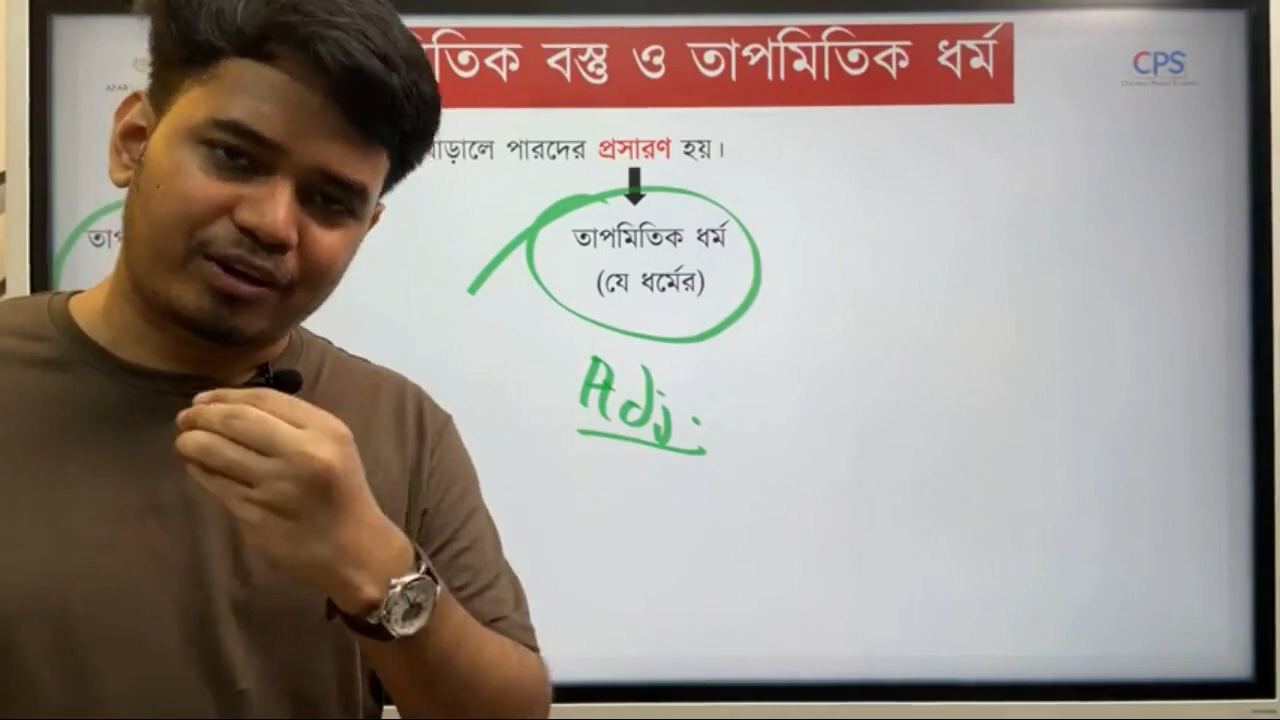 বস্তু ও তাপমিতিক ধর্ম
CPS
পারদের প্রসারণ হয়।
তাপমিতিক ধর্ম
(যে ধর্মের)
Adj.